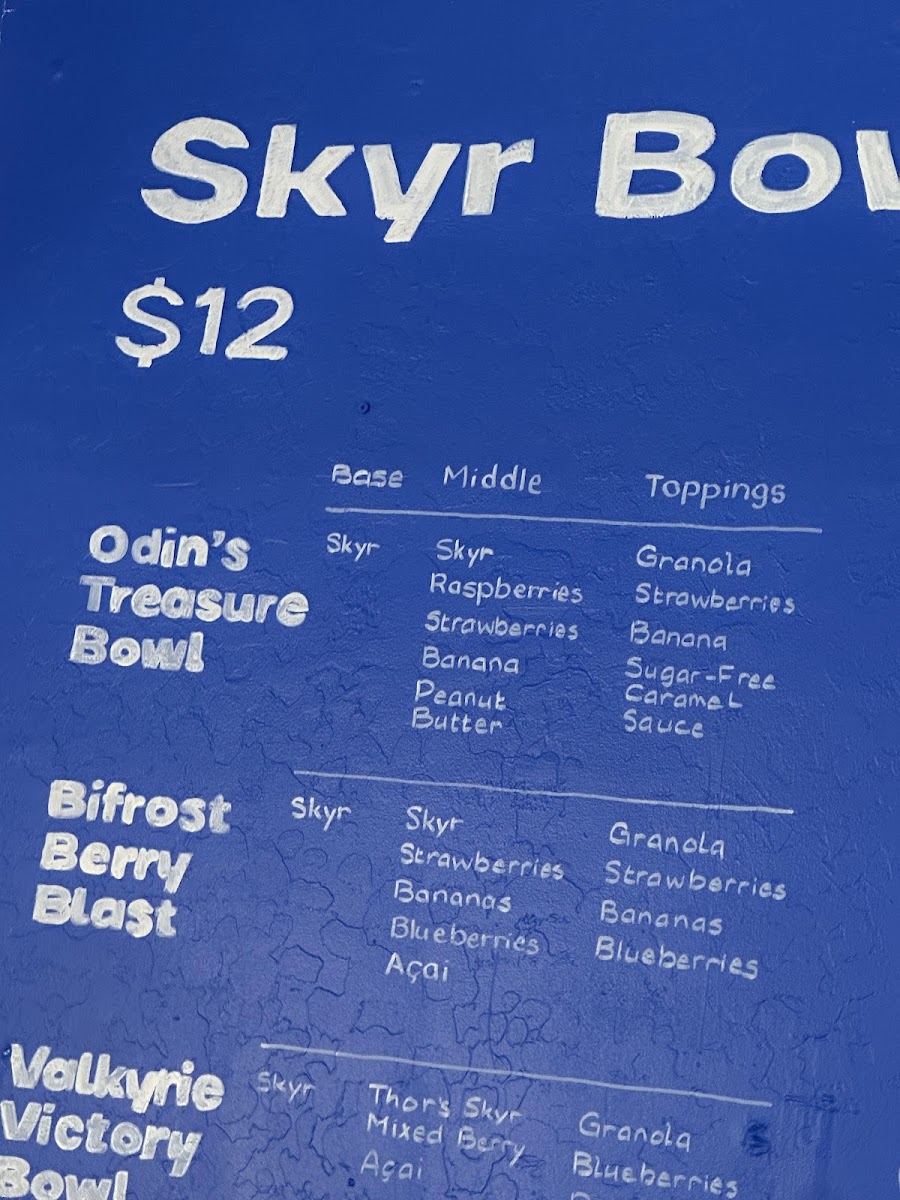 Skyr Bow
$12
Base Middle Toppings
Odin's
Treasure
Bowl
Skyr
Skyr
Raspberries
Strawberries
Banana
Peanut
Butter
Granola
Strawberries
Banana
Sugar-Free
Caramel
Sauce
Bifrost
Berry
Blast
Skyr
Skyr
Strawberries
Bananas
Blueberries
Açai
Granola
Strawberries
Bananas
Blueberries
Valkyrie
Victory
Bowl
Skyr
Thor's Skyr
Mixed Berry
Açai
Granola
Blueberries